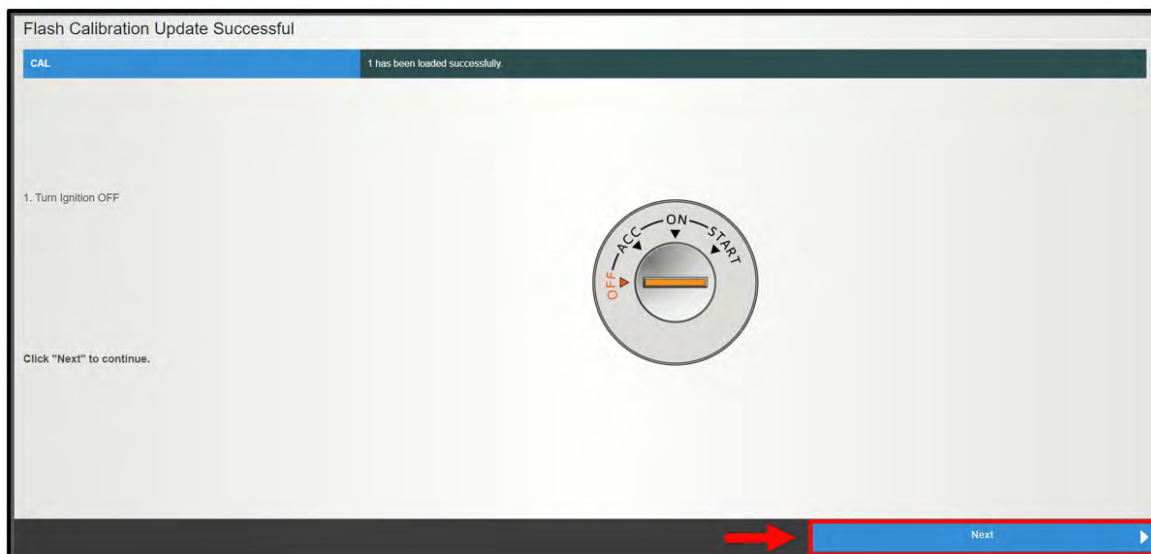 Flash Calibration Update Successful
CAL
1 has been loaded successfully.
1. Turn Ignition OFF
OFF ACC ON START
Click "Next" to continue.
Next